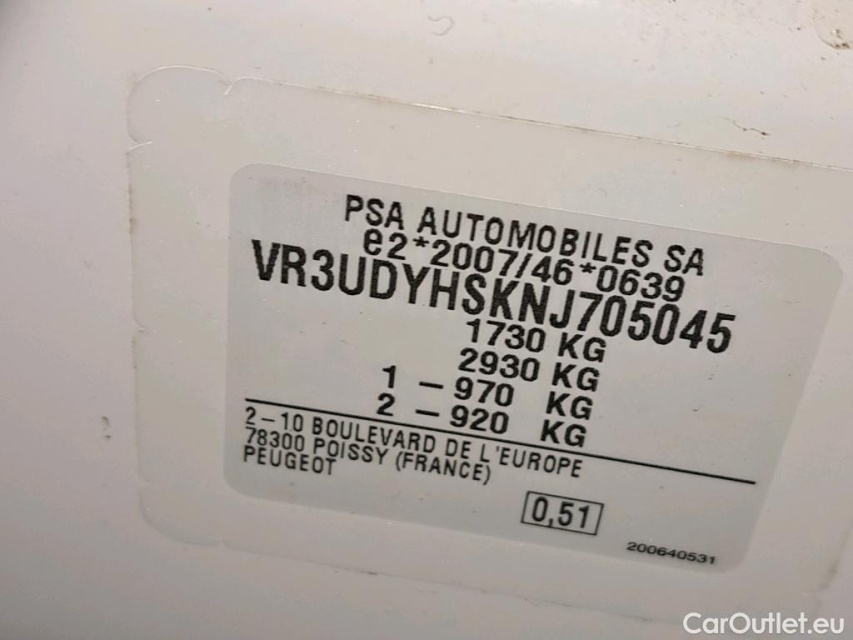 PSA AUTOMOBILES SA
e2*2007/46*0639
VR3UDYHSKNJ705045
1730 KG
2930 KG
1 – 970 KG
2 – 920 KG
2–10 BOULEVARD DE L'EUROPE
78300 POISSY (FRANCE)
PEUGEOT
0,51
200640531
CarOutlet.eu